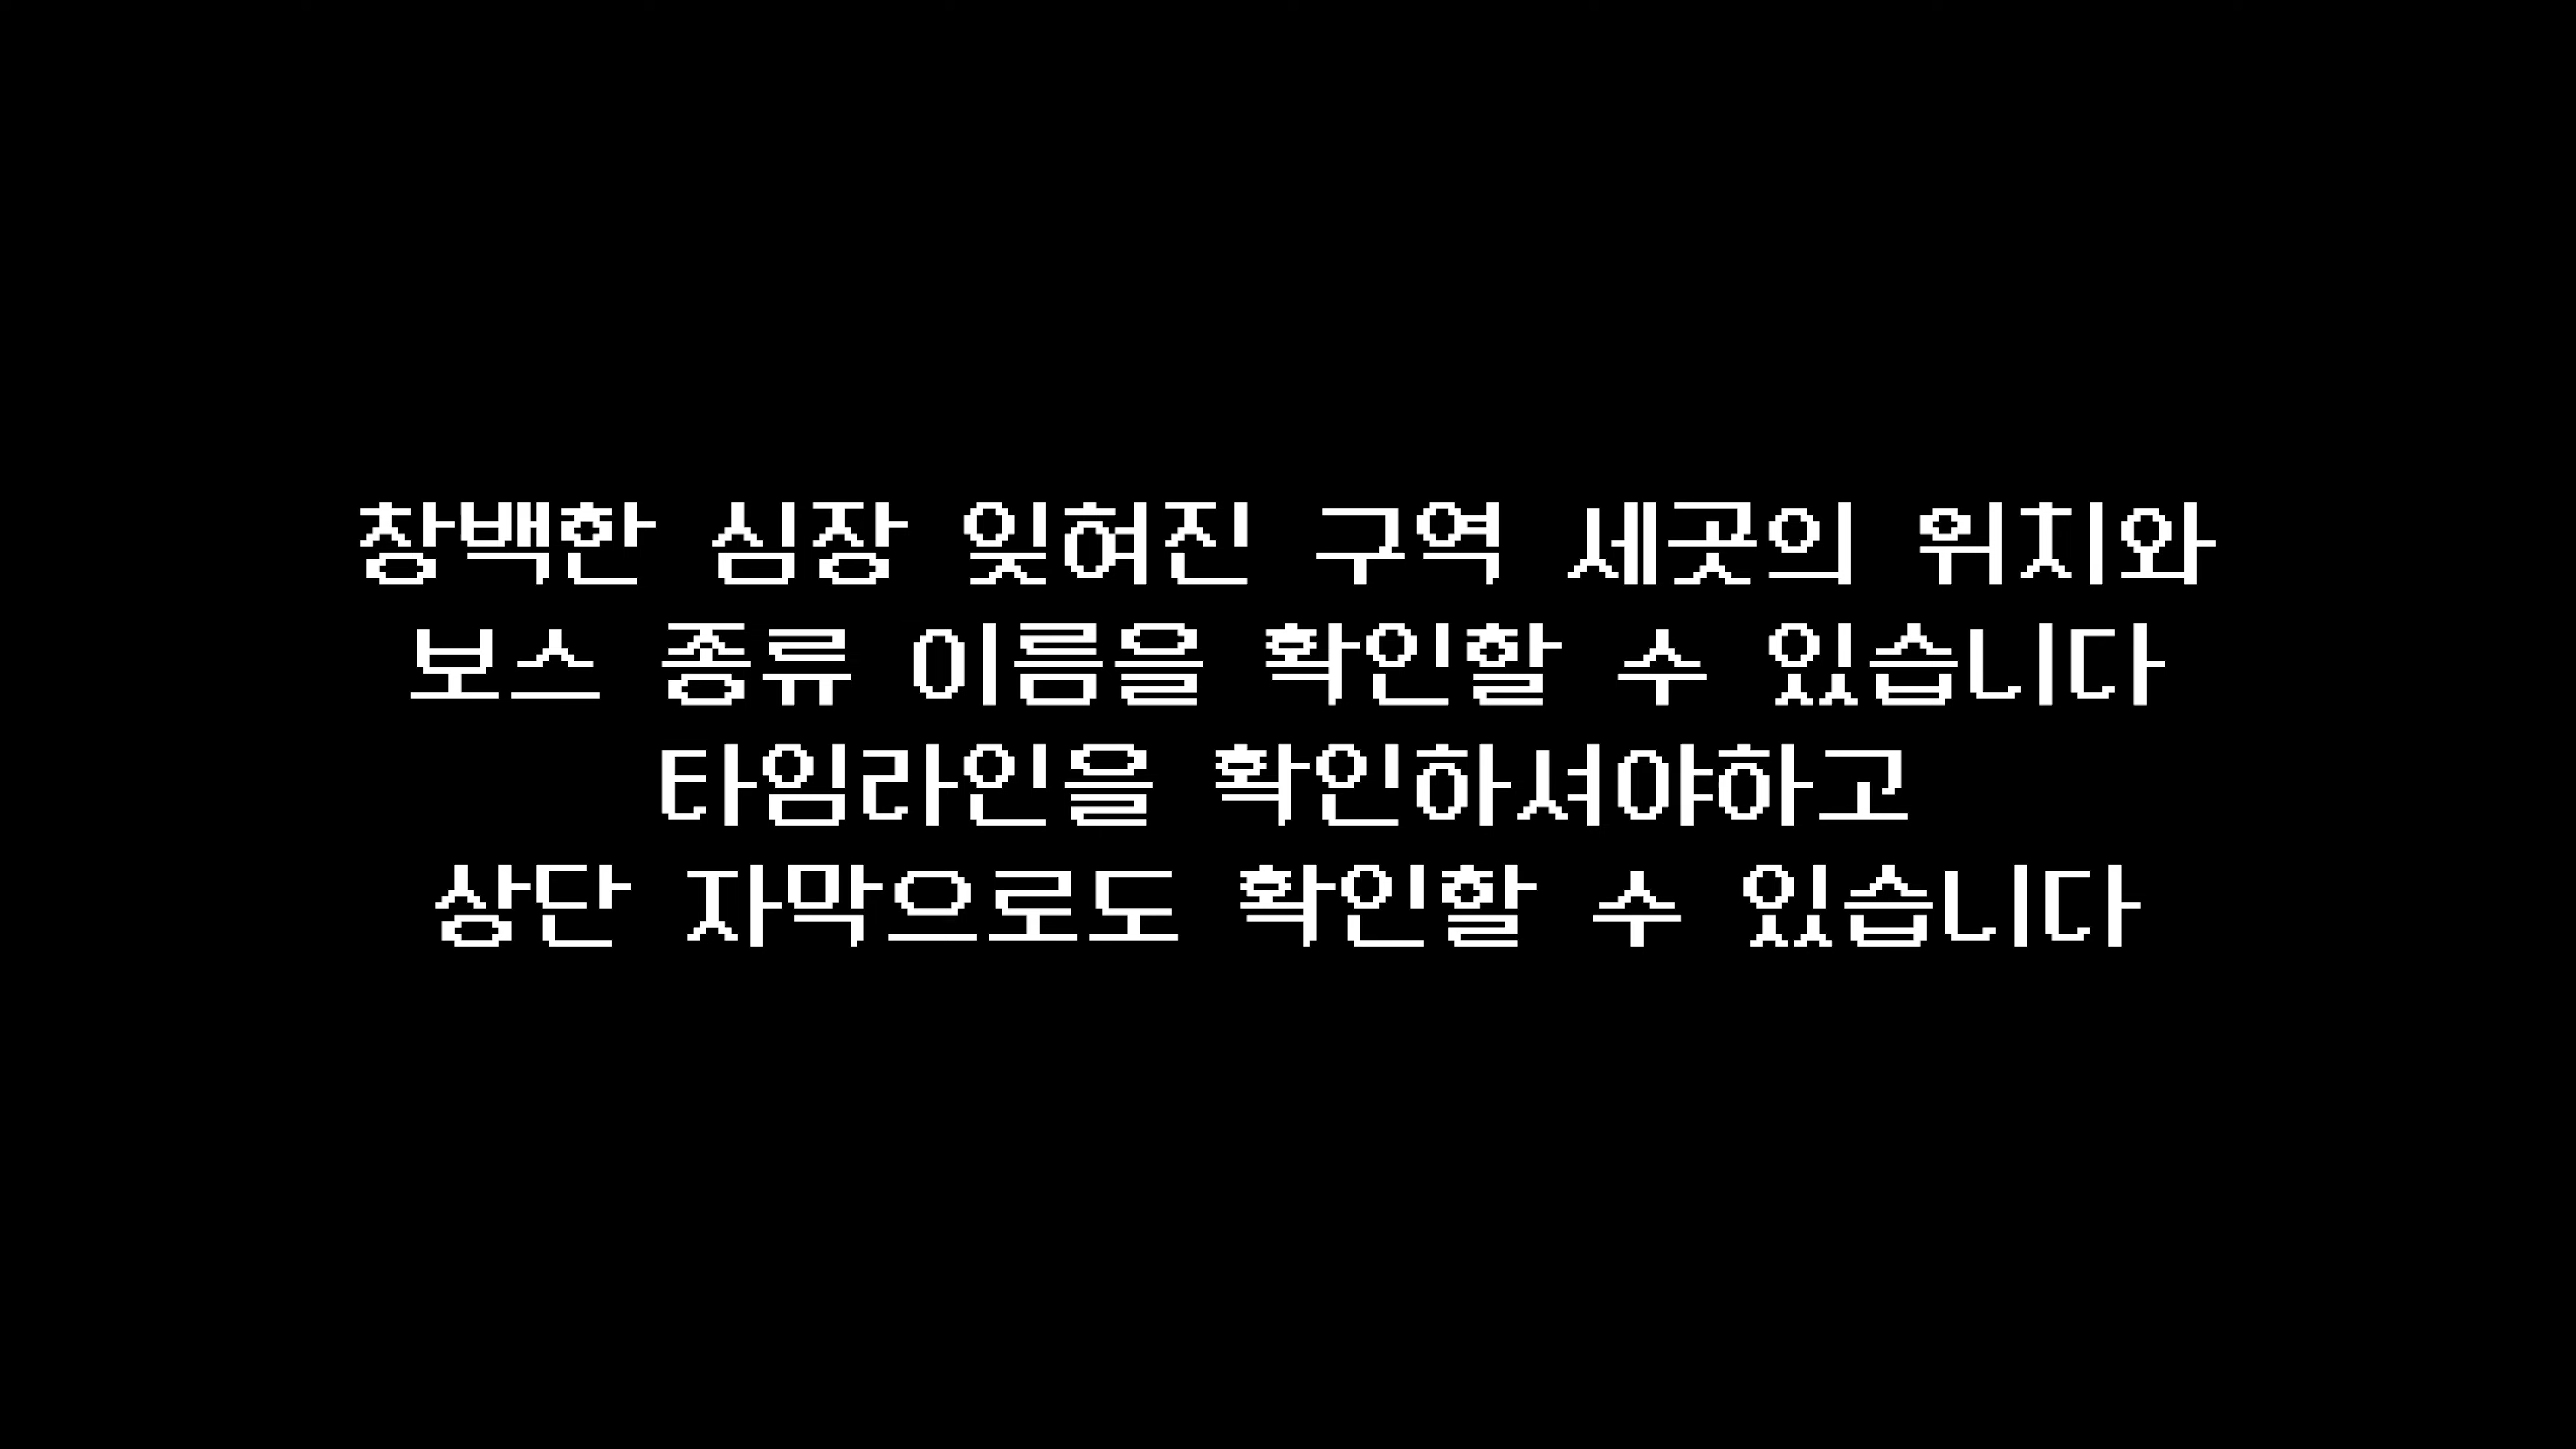 창백한 심장 잊혀진 구역 세곳의 위치와
보스 종류 이름을 확인할 수 있습니다
타임라인을 확인하셔야하고
상단 자막으로도 확인할 수 있습니다